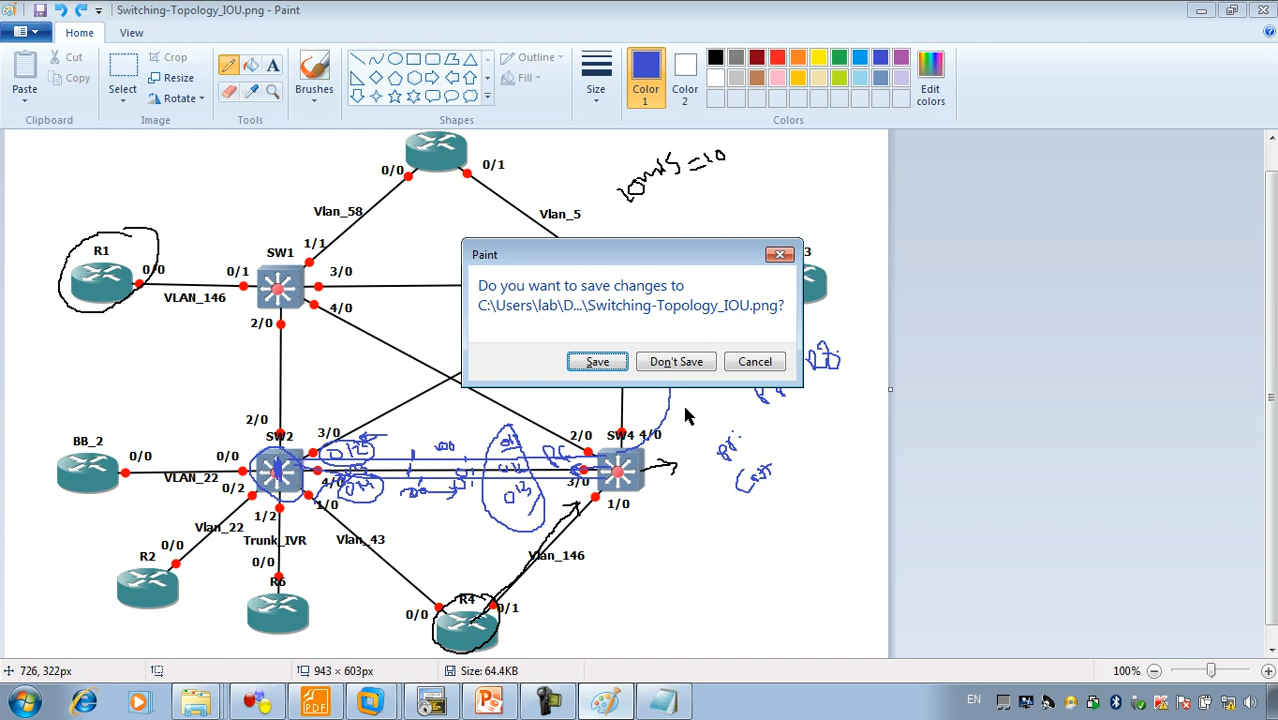 Switching-Topology_IOU.png - Paint
Home
View
Paste
Cut
Copy
Clipboard
Select
Crop
Resize
Rotate
Image
Tools
Brushes
Outline
Fill
Shapes
Size
Color 1
Color 2
Edit colors
Colors
0/0
0/1
Vlan_58
Vlan_5
R1
0/0
VLAN_146
0/1
SW1
1/1
3/0
4/0
2/0
3
Paint
Do you want to save changes to
C:\Users\lab\D...\Switching-Topology_IOU.png?
Save
Don't Save
Cancel
2/0
SW2
3/0
2/0
SW4
4/0
BB_2
0/0
VLAN_22
0/0
0/2
4/0
3/0
1/0
1/0
Vlan_22
1/2
Trunk_IVR
Vlan_43
Vlan_146
R2
0/0
0/0
R6
R4
0/0
0/1
726, 322px
943 × 603px
Size: 64.4KB
100%
EN
PDF